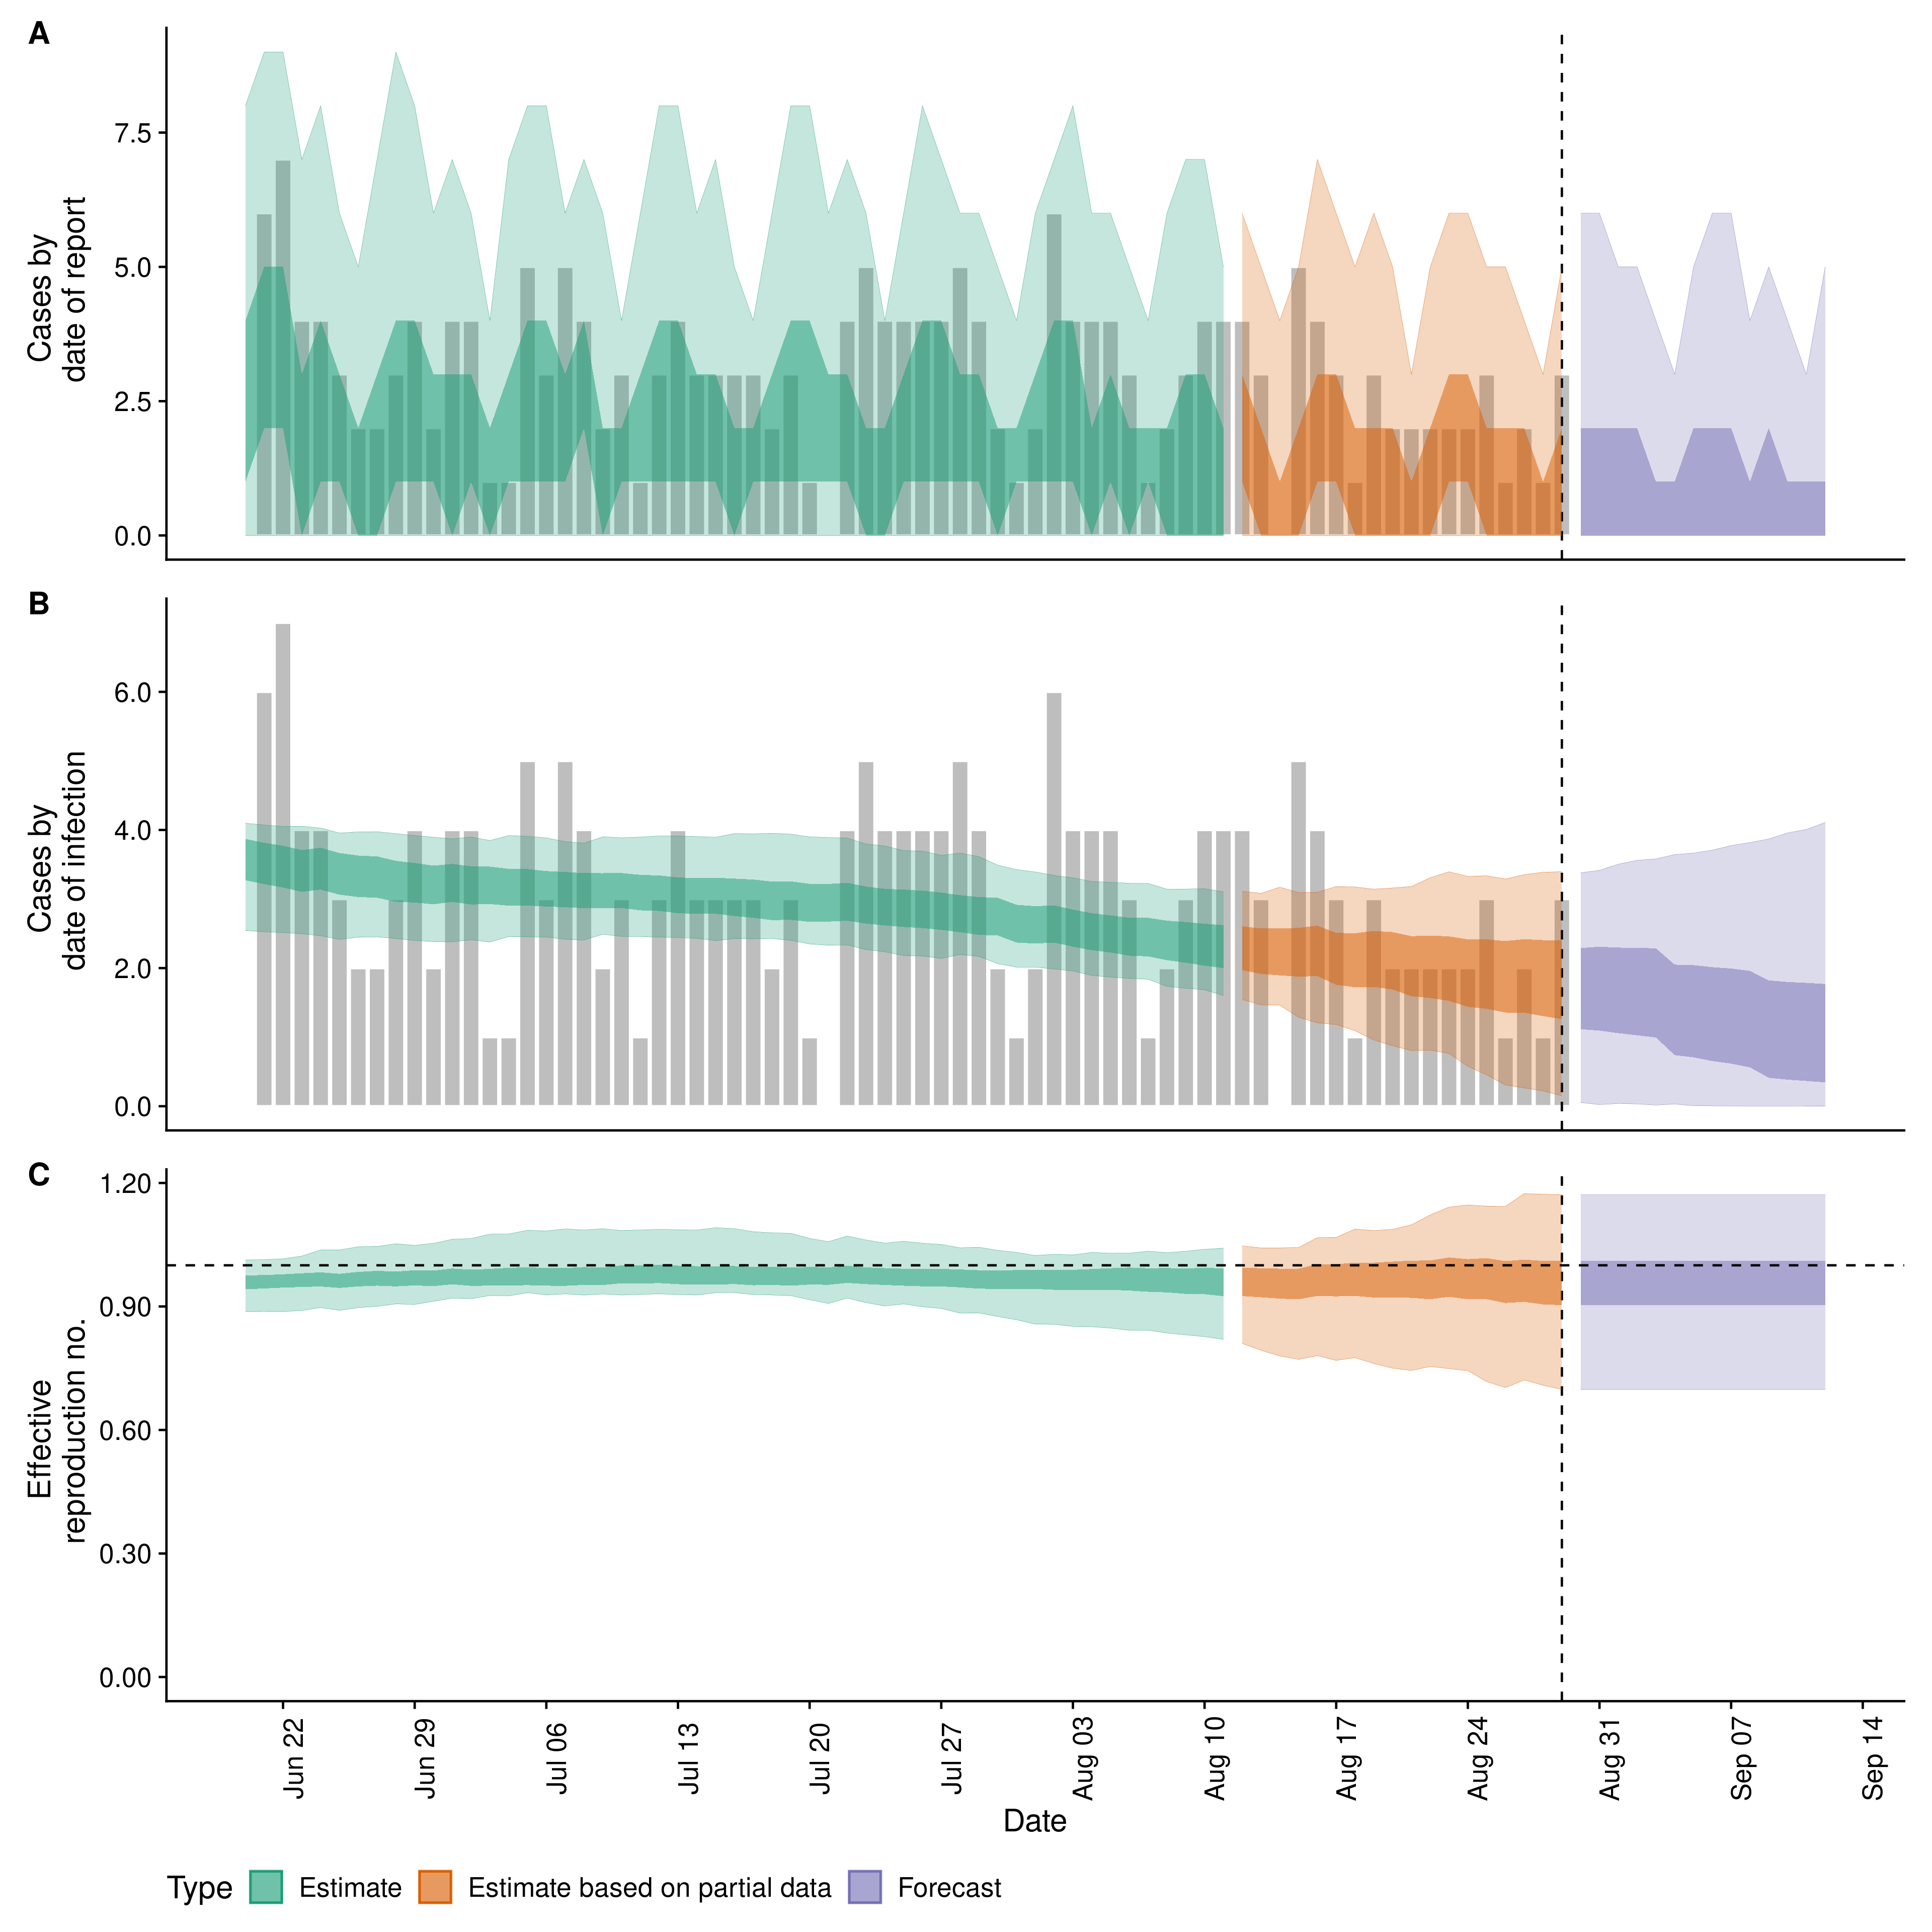 A
Cases by
date of report
7.5
5.0
2.5
0.0
B
Cases by
date of infection
6.0
4.0
2.0
0.0
C
Effective
reproduction no.
1.20
0.90
0.60
0.30
0.00
Jun 22
Jun 29
Jul 06
Jul 13
Jul 20
Jul 27
Aug 03
Aug 10
Aug 17
Aug 24
Aug 31
Sep 07
Sep 14
Date
Type Estimate Estimate based on partial data Forecast